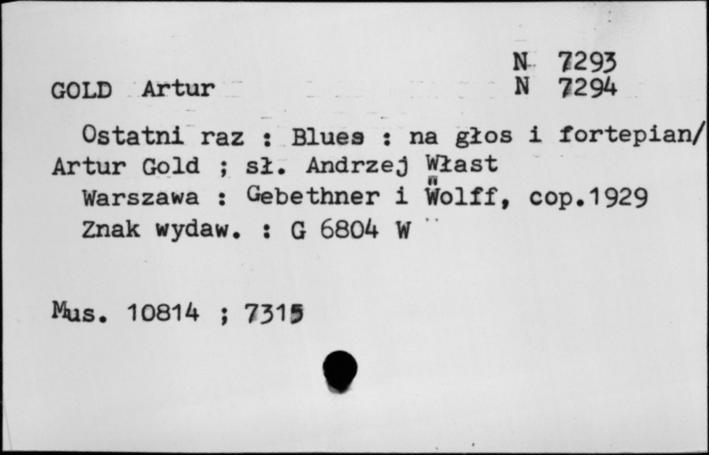 N 7293
GOLD Artur N 7294
Ostatni raz : Blues : na głos i fortepian/
Artur Gold ; sł. Andrzej Włast
Warszawa : Gebethner i Wolff, cop.1929
Znak wydaw. : G 6804 W
Mus. 10814 ; 7315